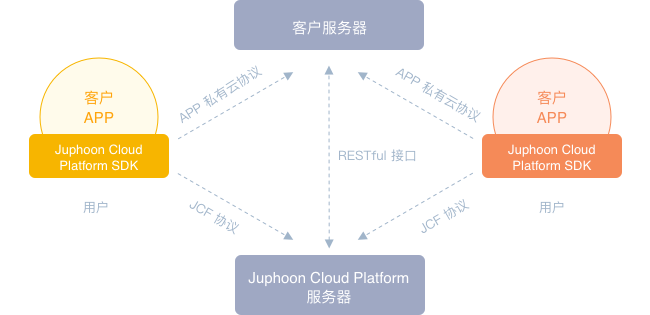 客户服务器
客户
APP
Juphoon Cloud
Platform SDK
用户
APP 私有云协议
JCF 协议
RESTful 接口
APP 私有云协议
JCF 协议
客户
APP
Juphoon Cloud
Platform SDK
用户
Juphoon Cloud Platform
服务器